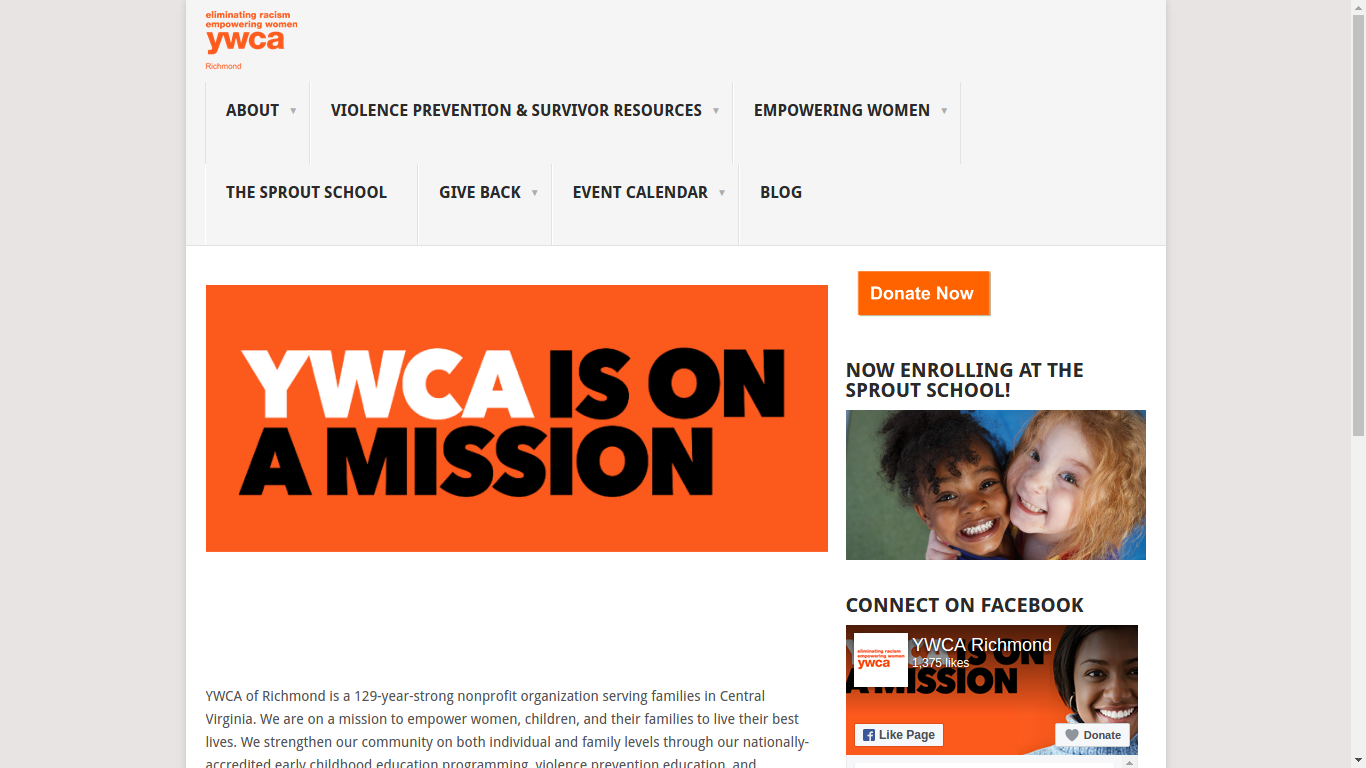 eliminating racism
empowering women
ywca
Richmond
ABOUT ▼
VIOLENCE PREVENTION & SURVIVOR RESOURCES ▼
EMPOWERING WOMEN ▼
THE SPROUT SCHOOL
GIVE BACK ▼
EVENT CALENDAR ▼
BLOG
YWCA IS ON
A MISSION
Donate Now
NOW ENROLLING AT THE
SPROUT SCHOOL!
CONNECT ON FACEBOOK
eliminating racism
empowering women
ywca
YWCA Richmond
1,375 likes
YWCA IS ON
A MISSION
Like Page
Donate
YWCA of Richmond is a 129-year-strong nonprofit organization serving families in Central
Virginia. We are on a mission to empower women, children, and their families to live their best
lives. We strengthen our community on both individual and family levels through our nationally-
accredited early childhood education programming, violence prevention education, and